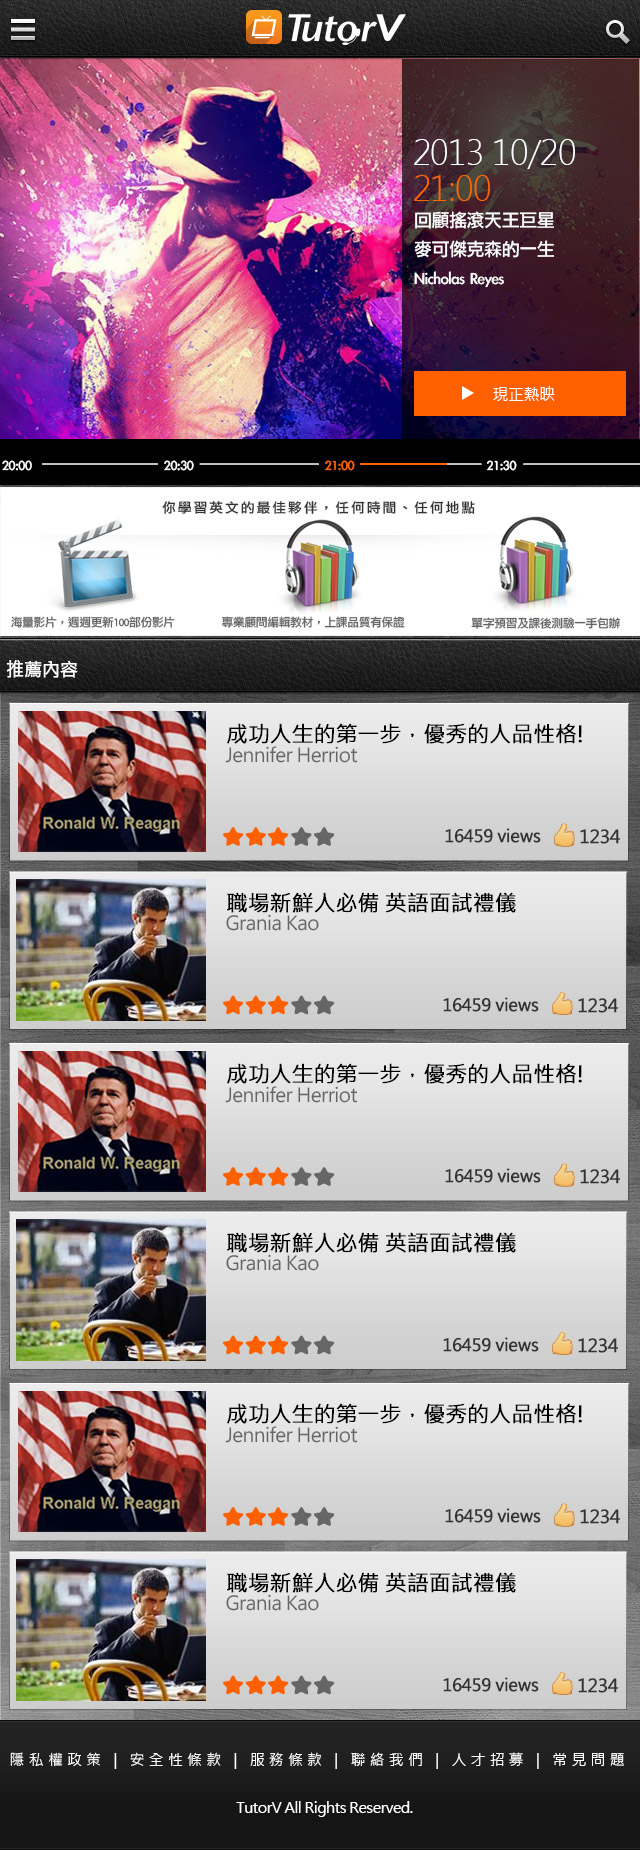 TutorV
2013 10/20
21:00
回顧搖滾天王巨星
麥可傑克森的一生
Nicholas Reyes
現正熱映
20:00 20:30 21:00 21:30
你學習英文的最佳夥伴，任何時間、任何地點
海量影片，週週更新100部份影片
專業顧問編輯教材，上課品質有保證
單字預習及課後測驗一手包辦
推薦內容
成功人生的第一步，優秀的人品性格!
Jennifer Herriot
Ronald W. Reagan
16459 views 1234
職場新鮮人必備 英語面試禮儀
Grania Kao
16459 views 1234
成功人生的第一步，優秀的人品性格!
Jennifer Herriot
Ronald W. Reagan
16459 views 1234
職場新鮮人必備 英語面試禮儀
Grania Kao
16459 views 1234
成功人生的第一步，優秀的人品性格!
Jennifer Herriot
Ronald W. Reagan
16459 views 1234
職場新鮮人必備 英語面試禮儀
Grania Kao
16459 views 1234
隱私權政策 | 安全性條款 | 服務條款 | 聯絡我們 | 人才招募 | 常見問題
TutorV All Rights Reserved.